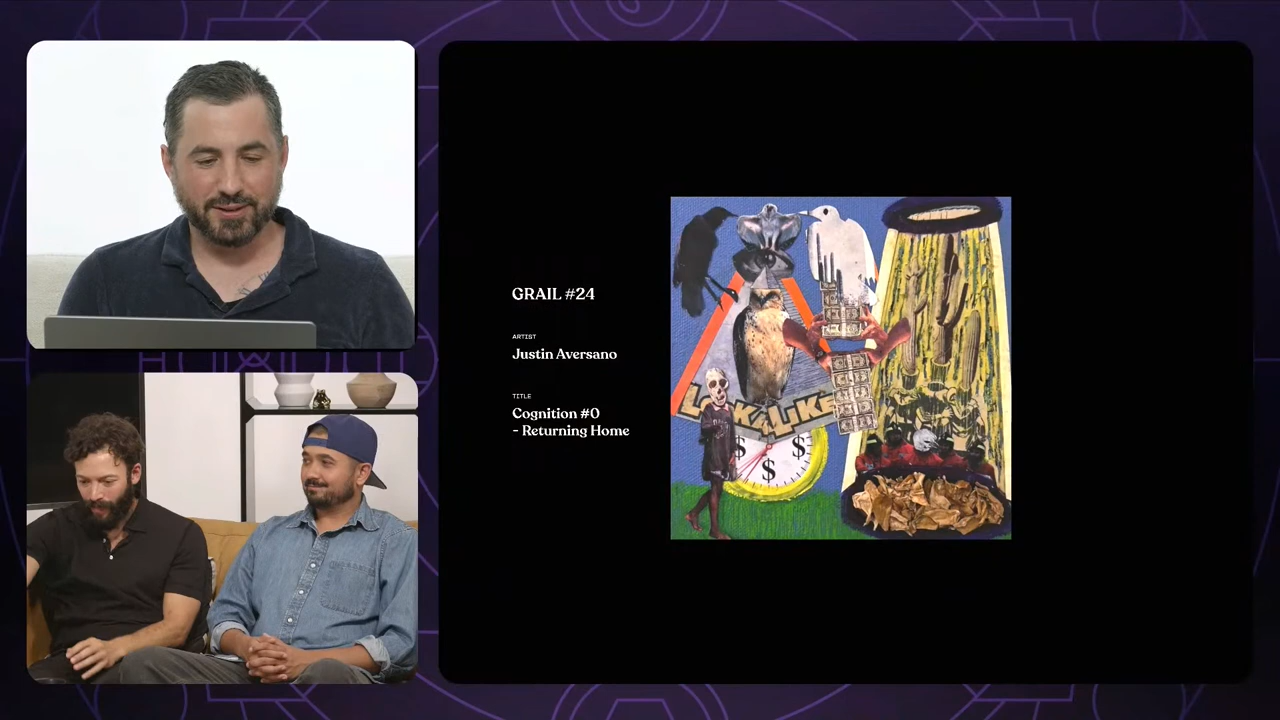 GRAIL #24
ARTIST
Justin Aversano
TITLE
Cognition #0
- Returning Home
$
$
$